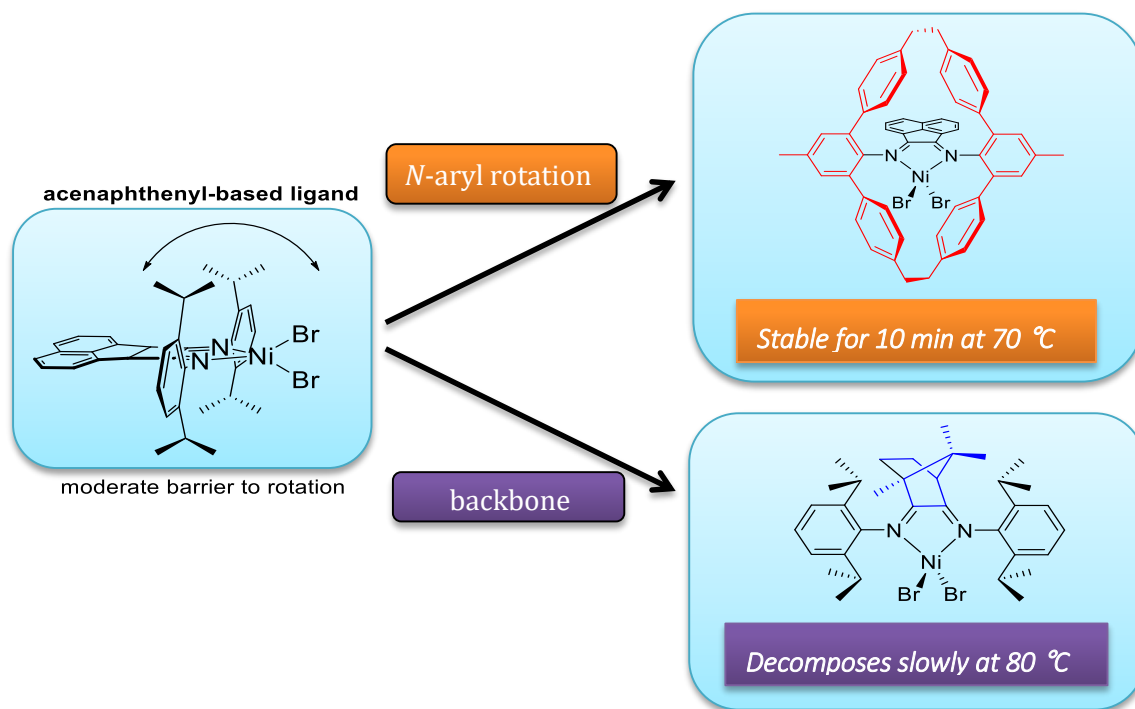 acenaphthenyl-based ligand
N
N
Ni
Br
Br
moderate barrier to rotation
N-aryl rotation
backbone
N
N
Ni
Br
Br
Stable for 10 min at 70 ℃
N
N
Ni
Br
Br
Decomposes slowly at 80 ℃